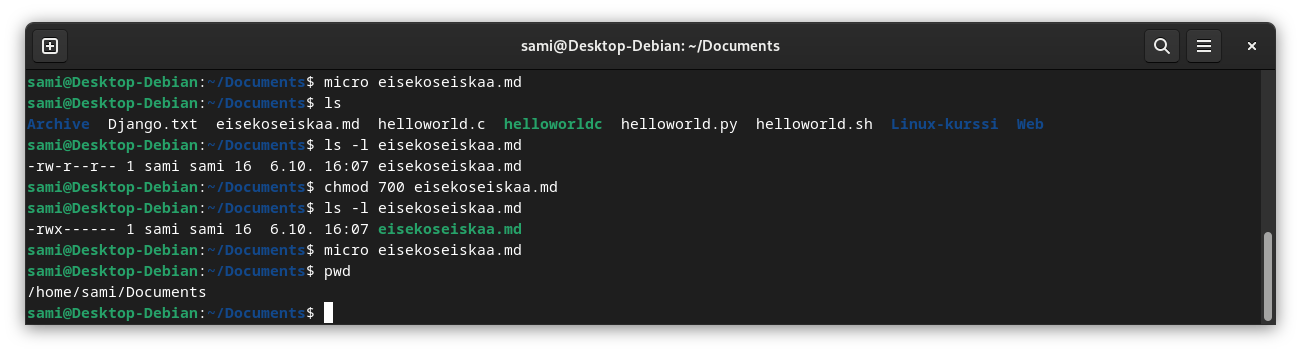 sami@Desktop-Debian: ~/Documents
sami@Desktop-Debian:~/Documents$ micro eisekoseiskaa.md
sami@Desktop-Debian:~/Documents$ ls
Archive  Django.txt  eisekoseiskaa.md  helloworld.c  helloworldc  helloworld.py  helloworld.sh  Linux-kurssi  Web
sami@Desktop-Debian:~/Documents$ ls -l eisekoseiskaa.md
-rw-r--r-- 1 sami sami 16  6.10. 16:07 eisekoseiskaa.md
sami@Desktop-Debian:~/Documents$ chmod 700 eisekoseiskaa.md
sami@Desktop-Debian:~/Documents$ ls -l eisekoseiskaa.md
-rwx------ 1 sami sami 16  6.10. 16:07 eisekoseiskaa.md
sami@Desktop-Debian:~/Documents$ micro eisekoseiskaa.md
sami@Desktop-Debian:~/Documents$ pwd
/home/sami/Documents
sami@Desktop-Debian:~/Documents$